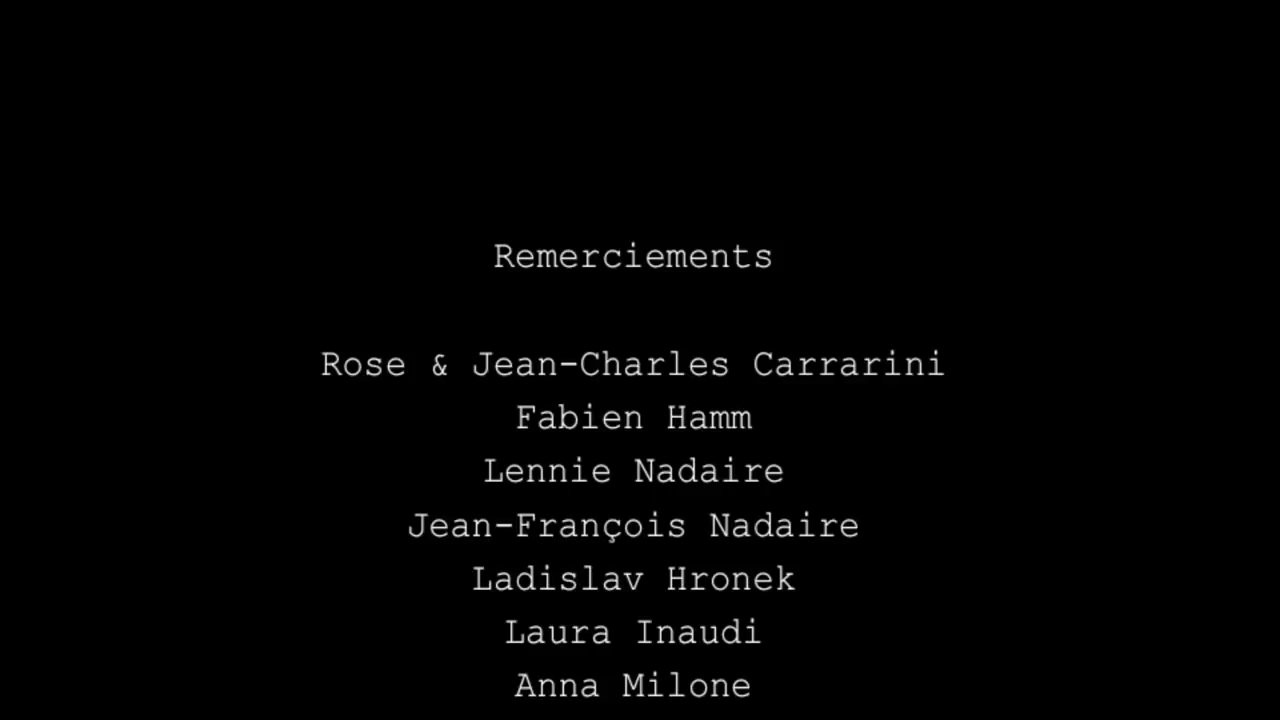 Remerciements
Rose & Jean-Charles Carrarini
Fabien Hamm
Lennie Nadaire
Jean-François Nadaire
Ladislav Hronek
Laura Inaudi
Anna Milone